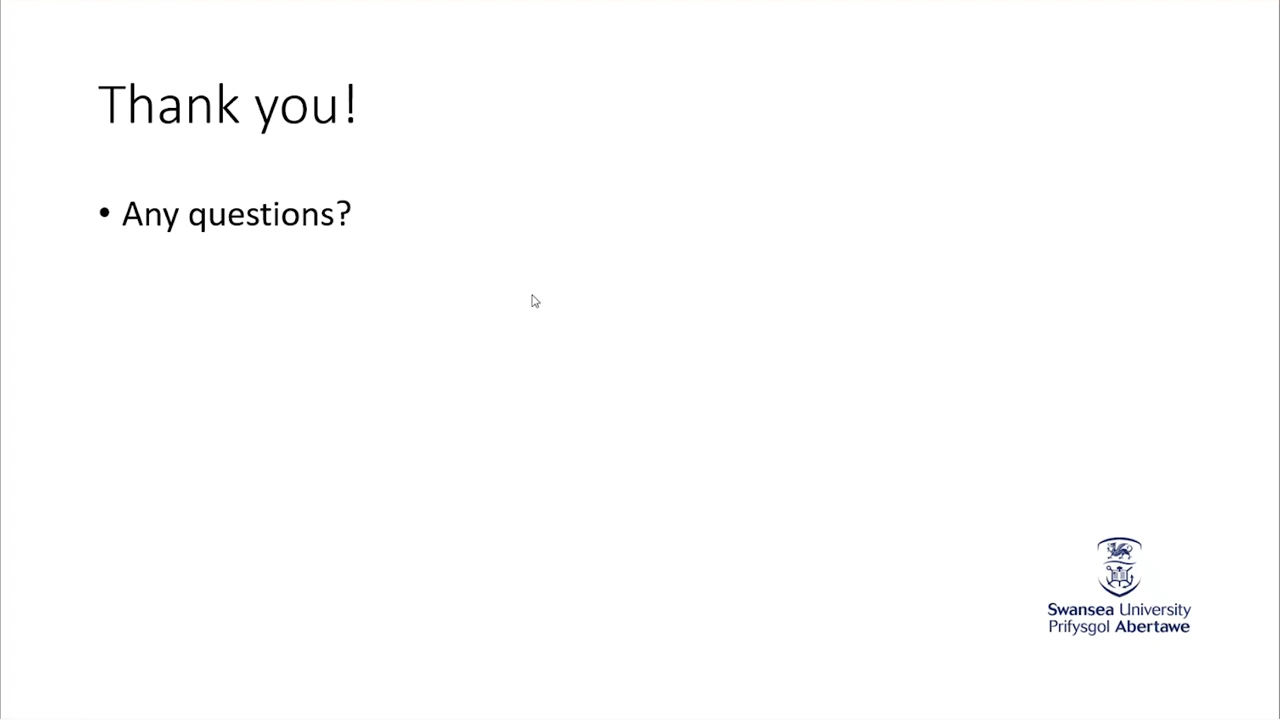 Thank you!
• Any questions?
Swansea University
Prifysgol Abertawe